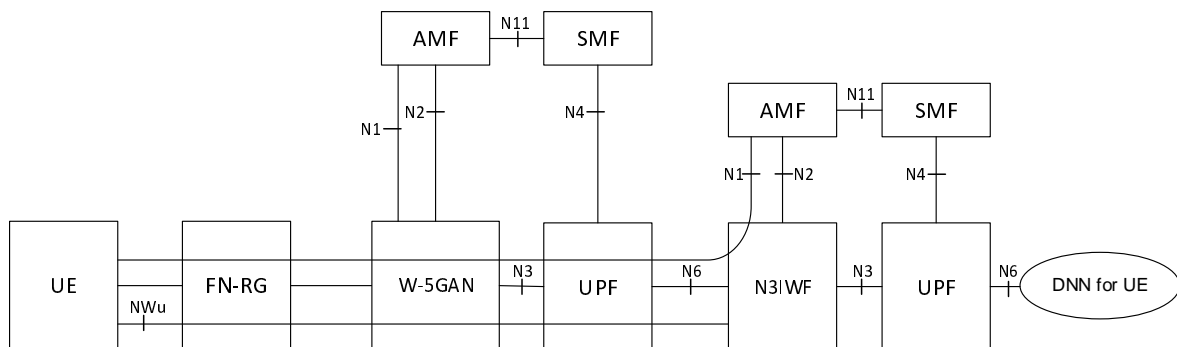 N11
AMF
SMF
N2
N4
N1
N11
AMF
SMF
N1
N2
N4
UE
FN-RG
W-5GAN
N3
UPF
N6
N3IWF
N3
UPF
N6
DNN for UE
NWu